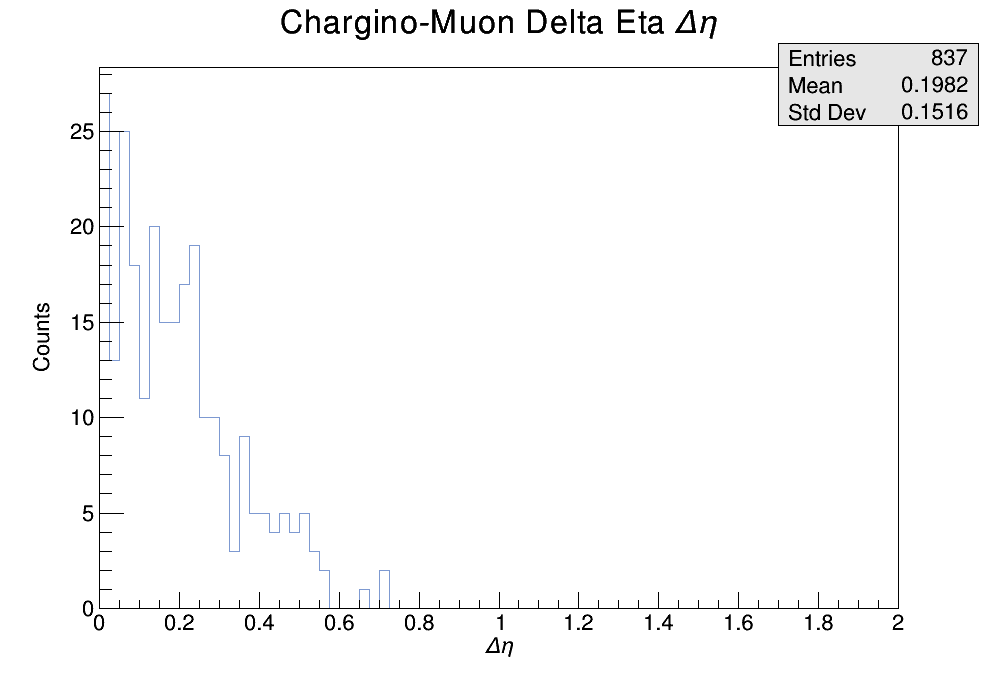 Chargino-Muon Delta Eta Δη
Entries 837
Mean 0.1982
Std Dev 0.1516
25
20
15
10
5
0
Counts
0 0.2 0.4 0.6 0.8 1 1.2 1.4 1.6 1.8 2
Δη